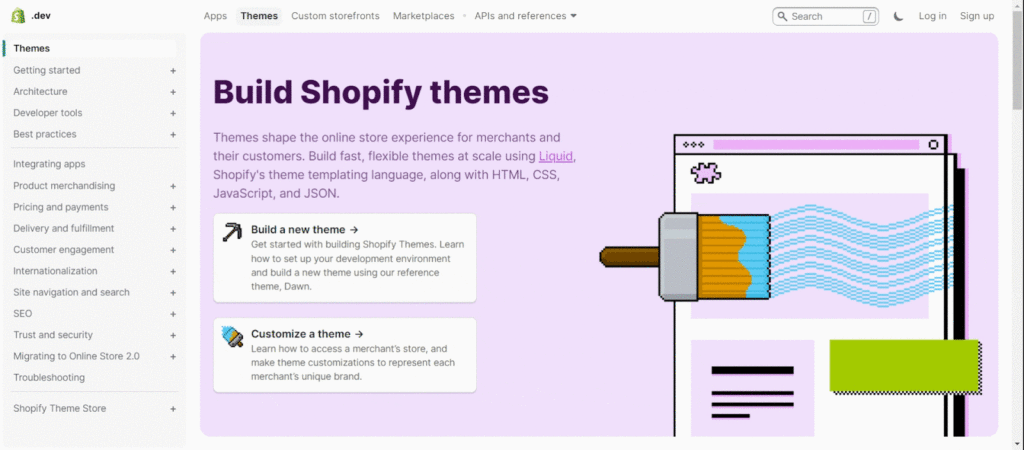 .dev
Apps Themes Custom storefronts Marketplaces APIs and references Search / Log in Sign up
Themes
Getting started +
Architecture +
Developer tools +
Best practices +
Integrating apps
Product merchandising +
Pricing and payments +
Delivery and fulfillment +
Customer engagement +
Internationalization +
Site navigation and search +
SEO +
Trust and security +
Migrating to Online Store 2.0 +
Troubleshooting
Shopify Theme Store +
Build Shopify themes
Themes shape the online store experience for merchants and
their customers. Build fast, flexible themes at scale using Liquid,
Shopify's theme templating language, along with HTML, CSS,
JavaScript, and JSON.
Build a new theme →
Get started with building Shopify Themes. Learn
how to set up your development environment
and build a new theme using our reference
theme, Dawn.
Customize a theme →
Learn how to access a merchant's store, and
make theme customizations to represent each
merchant's unique brand.